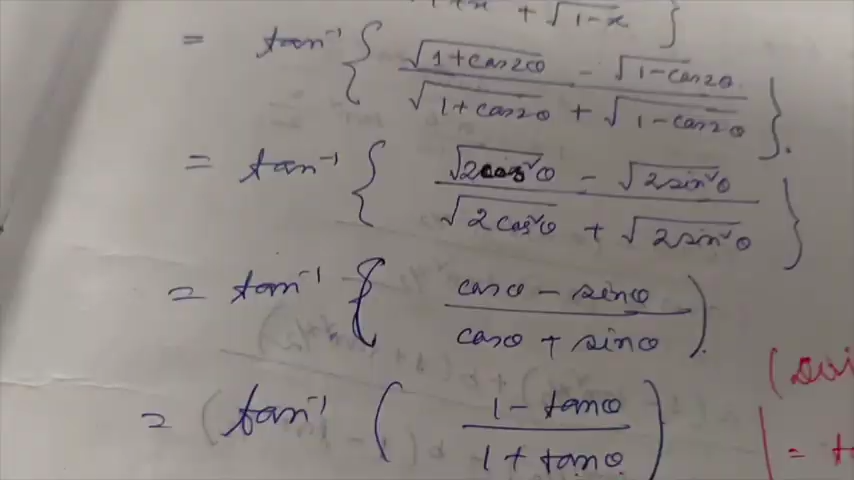 + √1-x }
= tan⁻¹ { (√1+cos2θ - √1-cos2θ) / (√1+cos2θ + √1-cos2θ) }.
= tan⁻¹ { (√2cos²θ - √2sin²θ) / (√2cos²θ + √2sin²θ) }
= tan⁻¹ { (cosθ - sinθ) / (cosθ + sinθ) ).
= tan⁻¹ ( (1 - tanθ) / (1 + tanθ) )